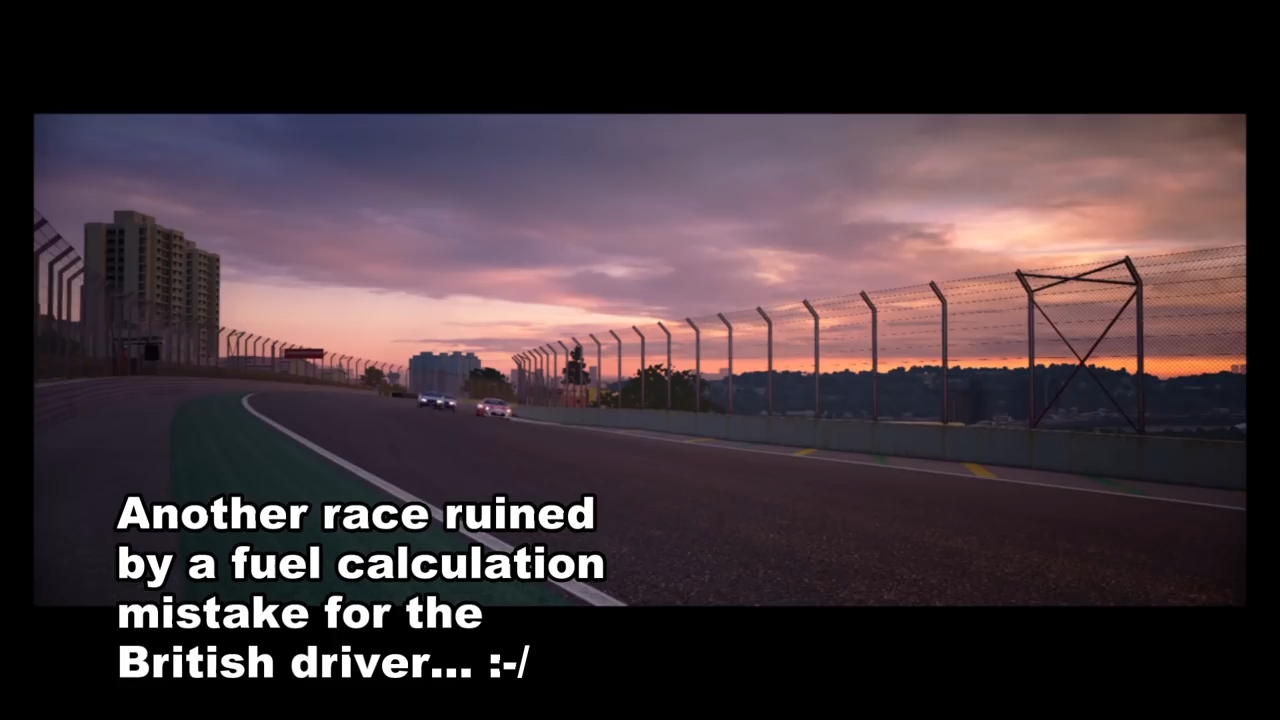 Another race ruined
by a fuel calculation
mistake for the
British driver... :-/